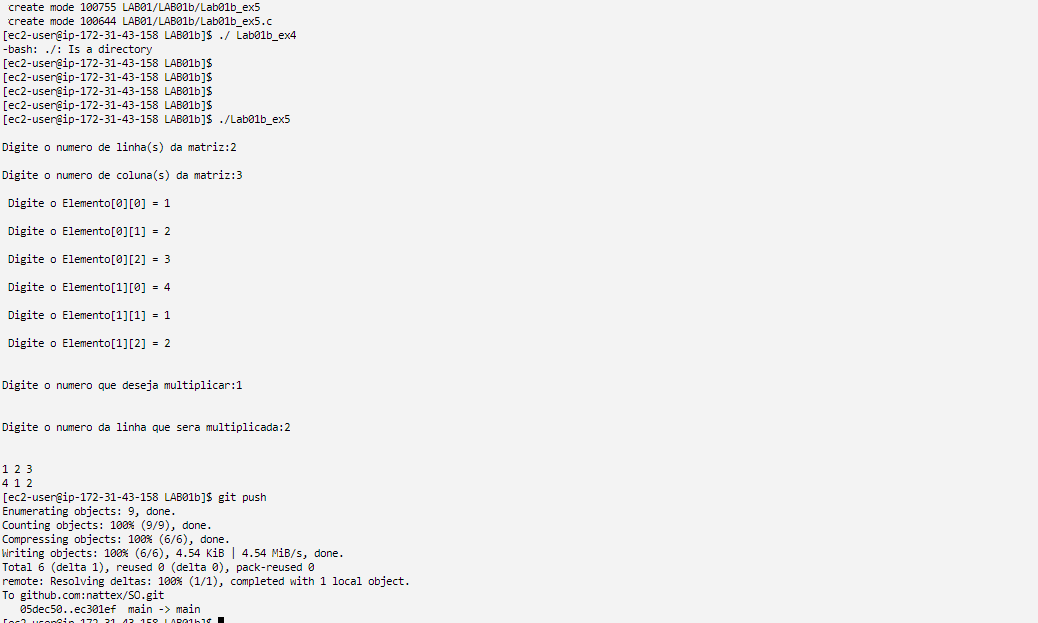 create mode 100755 LAB01/LAB01b/Lab01b_ex5
create mode 100644 LAB01/LAB01b/Lab01b_ex5.c
[ec2-user@ip-172-31-43-158 LAB01b]$ ./ Lab01b_ex4
-bash: ./: Is a directory
[ec2-user@ip-172-31-43-158 LAB01b]$
[ec2-user@ip-172-31-43-158 LAB01b]$
[ec2-user@ip-172-31-43-158 LAB01b]$
[ec2-user@ip-172-31-43-158 LAB01b]$
[ec2-user@ip-172-31-43-158 LAB01b]$ ./Lab01b_ex5
Digite o numero de linha(s) da matriz:2
Digite o numero de coluna(s) da matriz:3
Digite o Elemento[0][0] = 1
Digite o Elemento[0][1] = 2
Digite o Elemento[0][2] = 3
Digite o Elemento[1][0] = 4
Digite o Elemento[1][1] = 1
Digite o Elemento[1][2] = 2
Digite o numero que deseja multiplicar:1
Digite o numero da linha que sera multiplicada:2
1 2 3
4 1 2
[ec2-user@ip-172-31-43-158 LAB01b]$ git push
Enumerating objects: 9, done.
Counting objects: 100% (9/9), done.
Compressing objects: 100% (6/6), done.
Writing objects: 100% (6/6), 4.54 KiB | 4.54 MiB/s, done.
Total 6 (delta 1), reused 0 (delta 0), pack-reused 0
remote: Resolving deltas: 100% (1/1), completed with 1 local object.
To github.com:nattex/SO.git
05dec50..ec301ef  main -> main
[ec2-user@ip-172-31-43-158 LAB01b]$